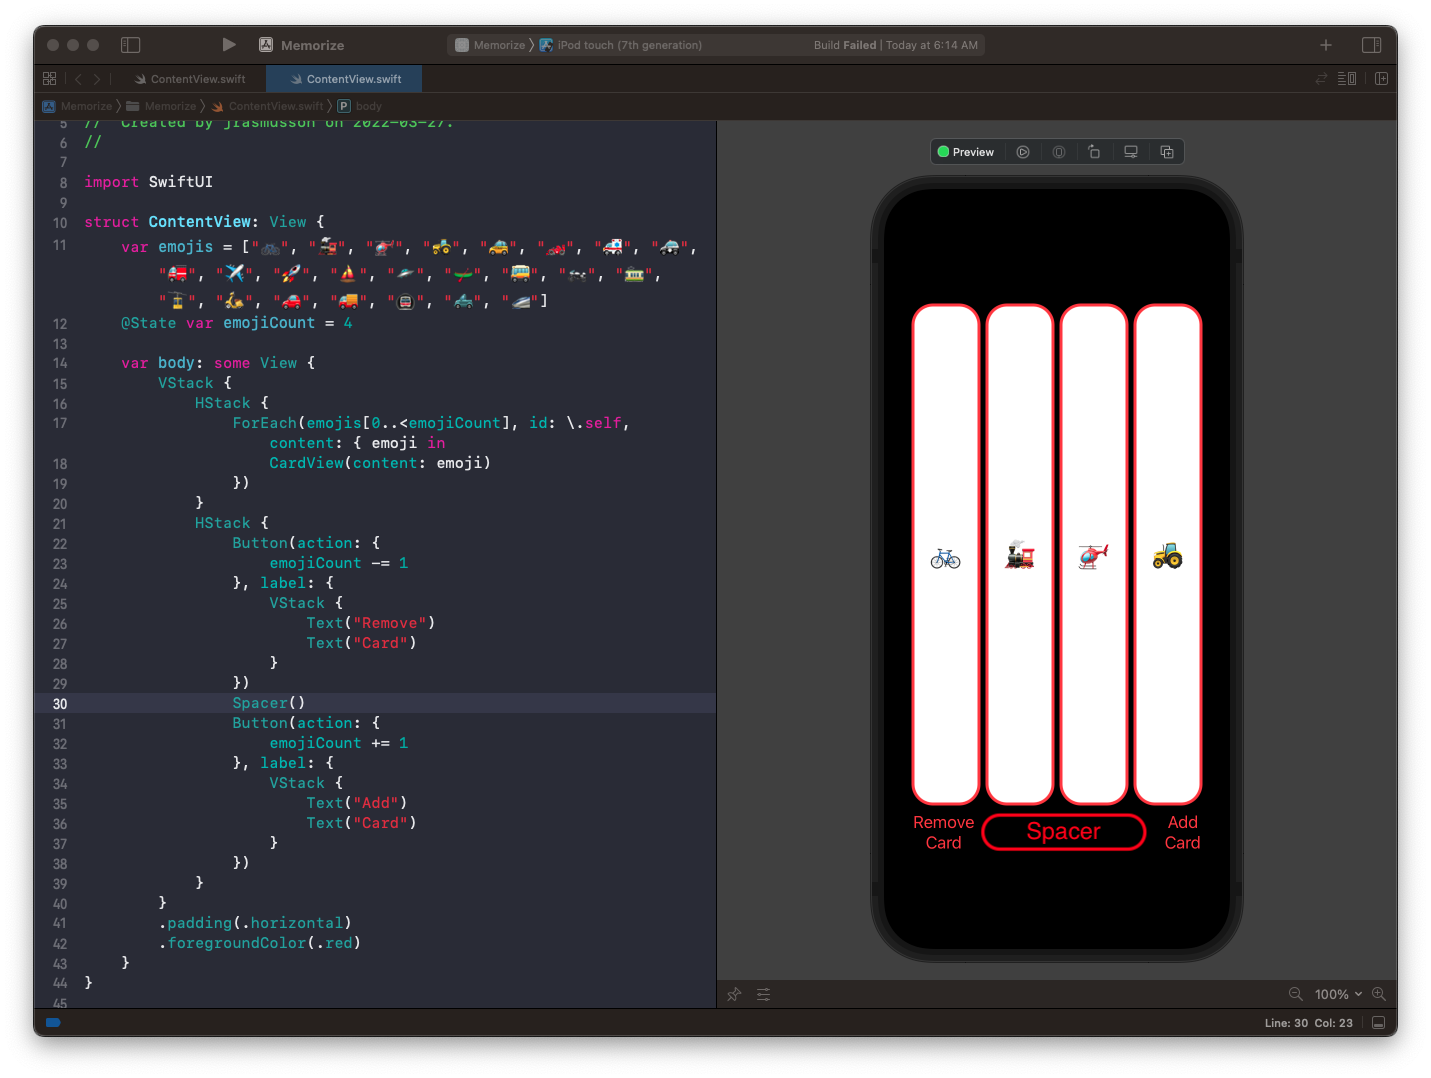 Memorize
Memorize 〉 iPod touch (7th generation)
Build Failed | Today at 6:14 AM
ContentView.swift
ContentView.swift
Memorize 〉 Memorize 〉 ContentView.swift 〉 P body
5 //  Created by jrasmusson on 2022-03-27.
6 //
7
8 import SwiftUI
9
10 struct ContentView: View {
11     var emojis = ["🚲", "🚂", "🚁", "🚜", "🚕", "🏎", "🚑", "🚓",
"🚒", "✈️", "🚀", "⛵️", "🛸", "🛶", "🚌", "🏍", "🚋",
"🚡", "🛵", "🚗", "🚚", "🚇", "🛻", "🚄"]
12     @State var emojiCount = 4
13
14     var body: some View {
15         VStack {
16             HStack {
17                 ForEach(emojis[0..<emojiCount], id: \.self,
content: { emoji in
18                     CardView(content: emoji)
19                 })
20             }
21             HStack {
22                 Button(action: {
23                     emojiCount -= 1
24                 }, label: {
25                     VStack {
26                         Text("Remove")
27                         Text("Card")
28                     }
29                 })
30                 Spacer()
31                 Button(action: {
32                     emojiCount += 1
33                 }, label: {
34                     VStack {
35                         Text("Add")
36                         Text("Card")
37                     }
38                 })
39             }
40         }
41         .padding(.horizontal)
42         .foregroundColor(.red)
43     }
44 }
45
Preview
Remove
Card
Spacer
Add
Card
100%
Line: 30 Col: 23